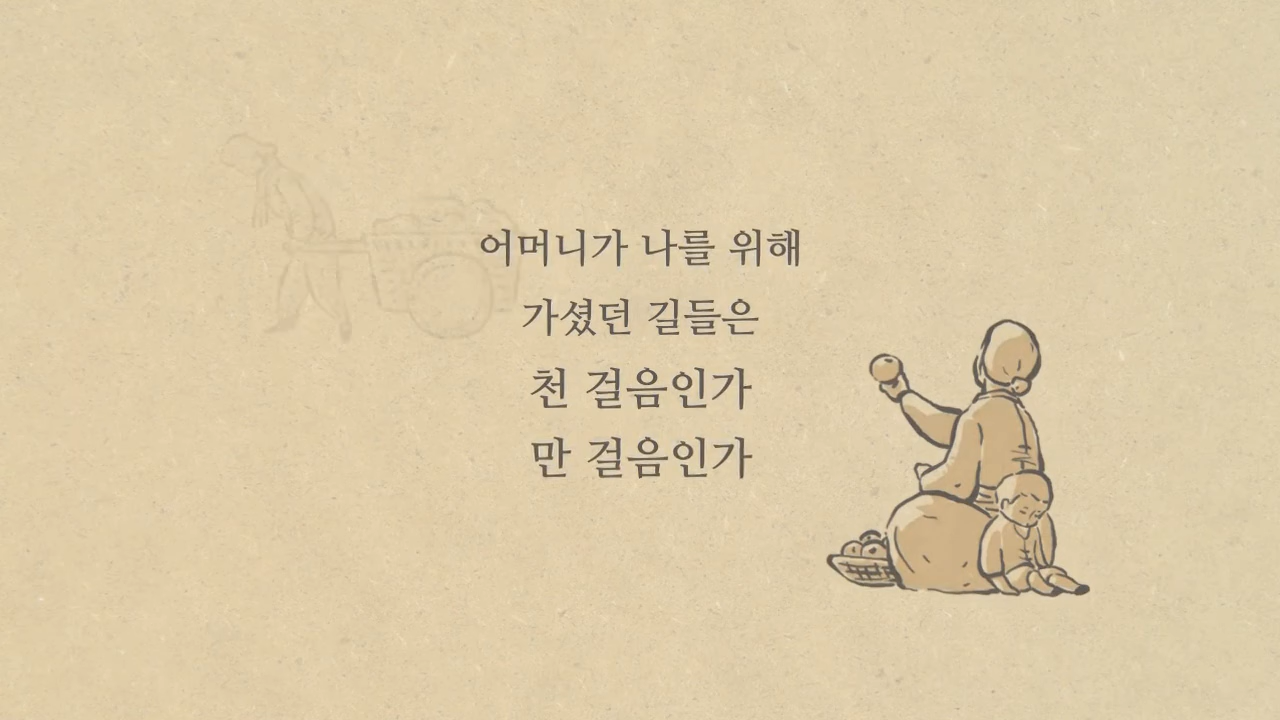 어머니가 나를 위해
가셨던 길들은
천 걸음인가
만 걸음인가